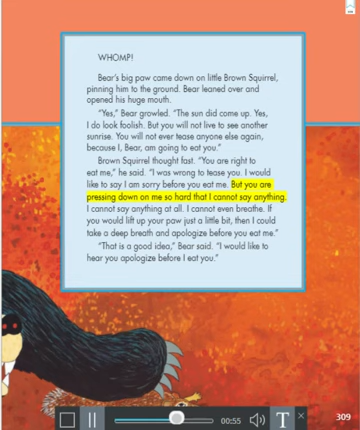 WHOMP!
Bear's big paw came down on little Brown Squirrel,
pinning him to the ground. Bear leaned over and
opened his huge mouth.
"Yes," Bear growled. "The sun did come up. Yes,
I do look foolish. But you will not live to see another
sunrise. You will not ever tease anyone else again,
because I, Bear, am going to eat you."
Brown Squirrel thought fast. "You are right to
eat me," he said. "I was wrong to tease you. I would
like to say I am sorry before you eat me. But you are
pressing down on me so hard that I cannot say anything.
I cannot say anything at all. I cannot even breathe. If
you would lift up your paw just a little bit, then I could
take a deep breath and apologize before you eat me."
"That is a good idea," Bear said. "I would like to
hear you apologize before I eat you."
00:55 T ×
309